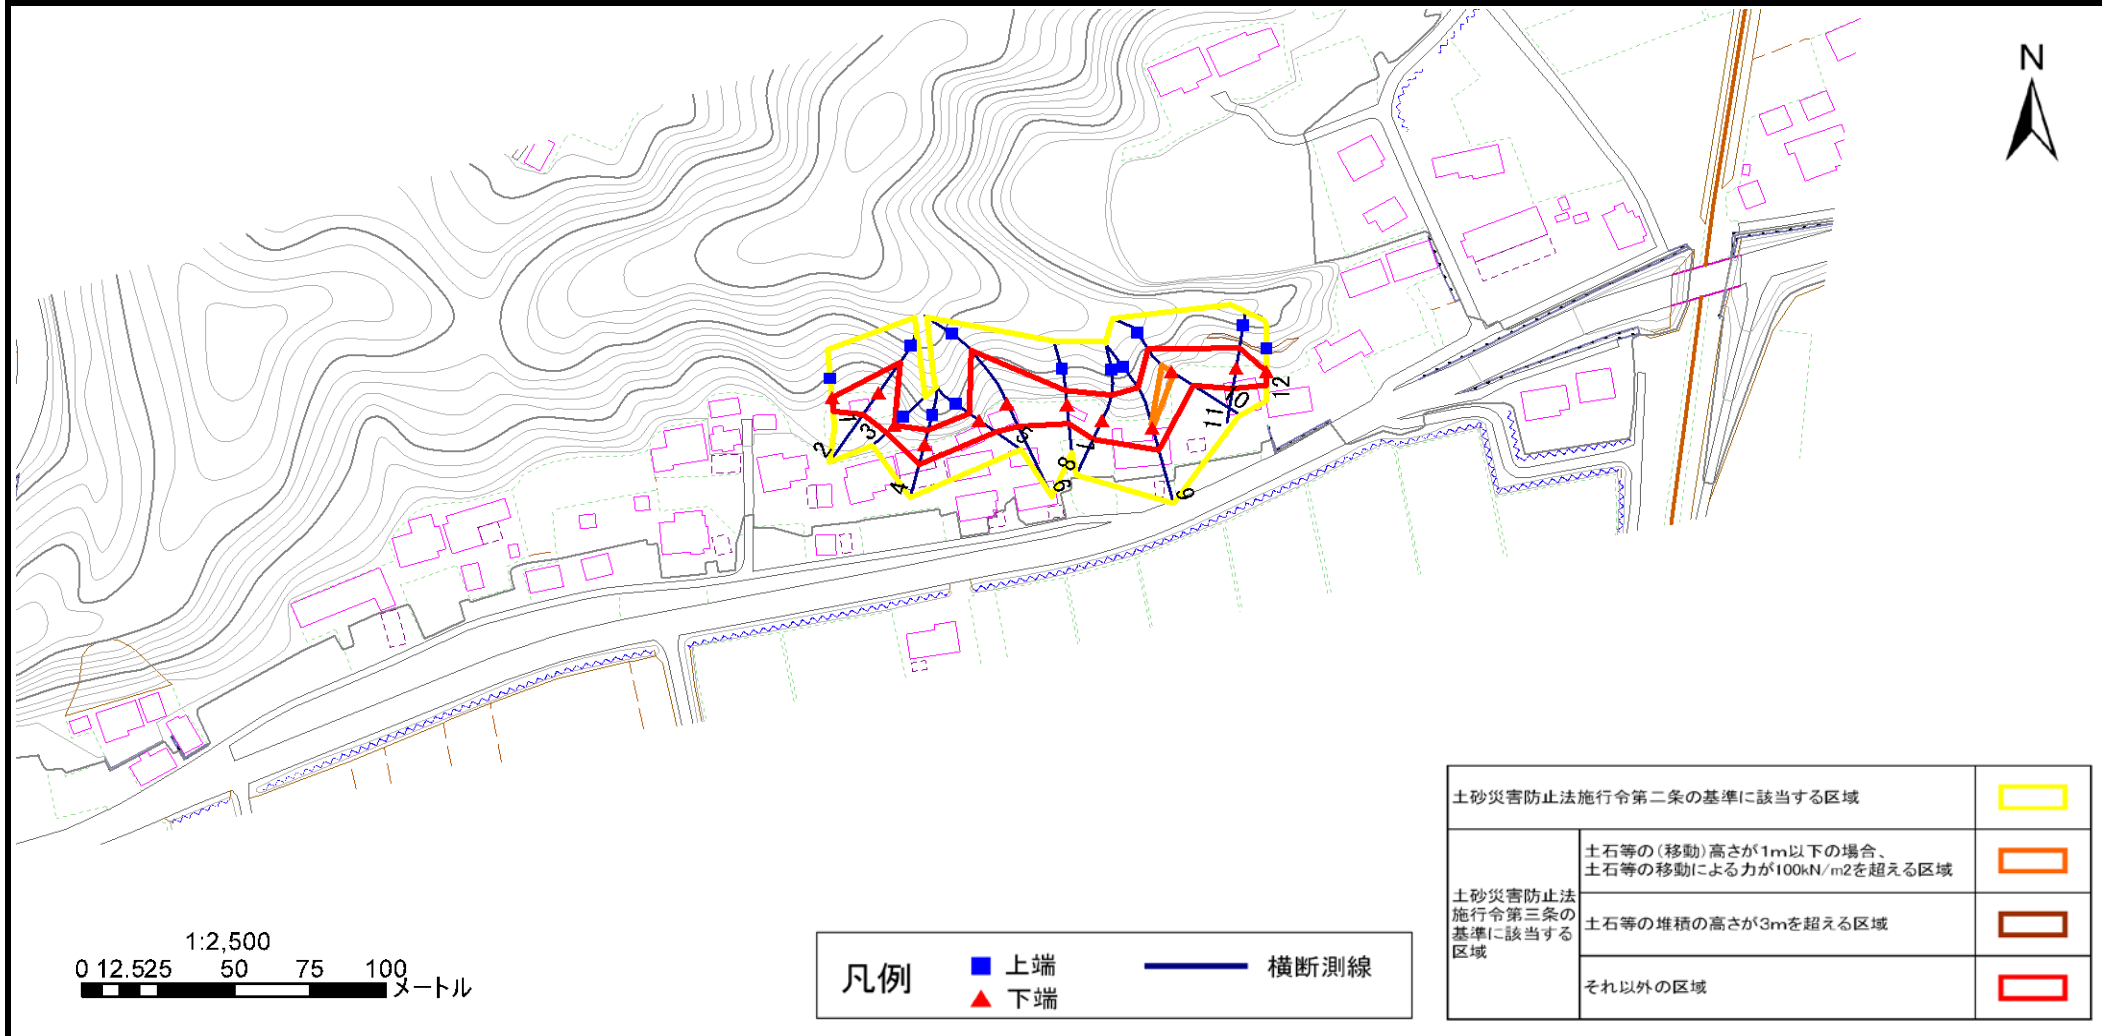 N
2
1
3
4
5
9
8
7
6
11
10
12
土砂災害防止法施行令第二条の基準に該当する区域
土砂災害防止法
施行令第三条の
基準に該当する
区域
土石等の(移動)高さが1m以下の場合、
土石等の移動による力が100kN/m2を超える区域
土石等の堆積の高さが3mを超える区域
それ以外の区域
1:2,500
0 12.525 50 75 100
メートル
凡例
上端
下端
横断測線